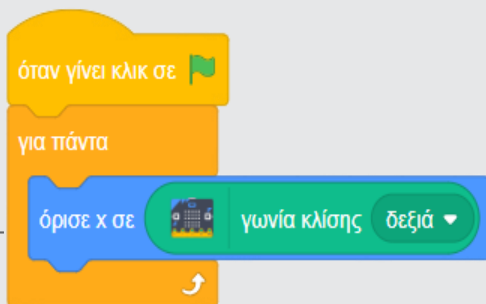 όταν γίνει κλικ σε
για πάντα
όρισε x σε γωνία κλίσης δεξιά